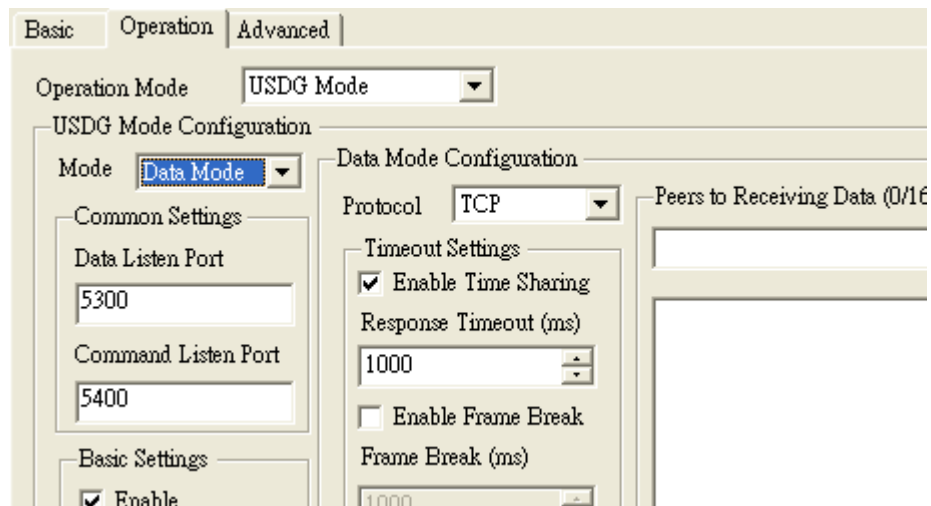 Basic Operation Advanced
Operation Mode USDG Mode
USDG Mode Configuration
Mode Data Mode
Common Settings
Data Listen Port
5300
Command Listen Port
5400
Basic Settings
Enable
Data Mode Configuration
Protocol TCP
Timeout Settings
Enable Time Sharing
Response Timeout (ms)
1000
Enable Frame Break
Frame Break (ms)
1000
Peers to Receiving Data (0/16